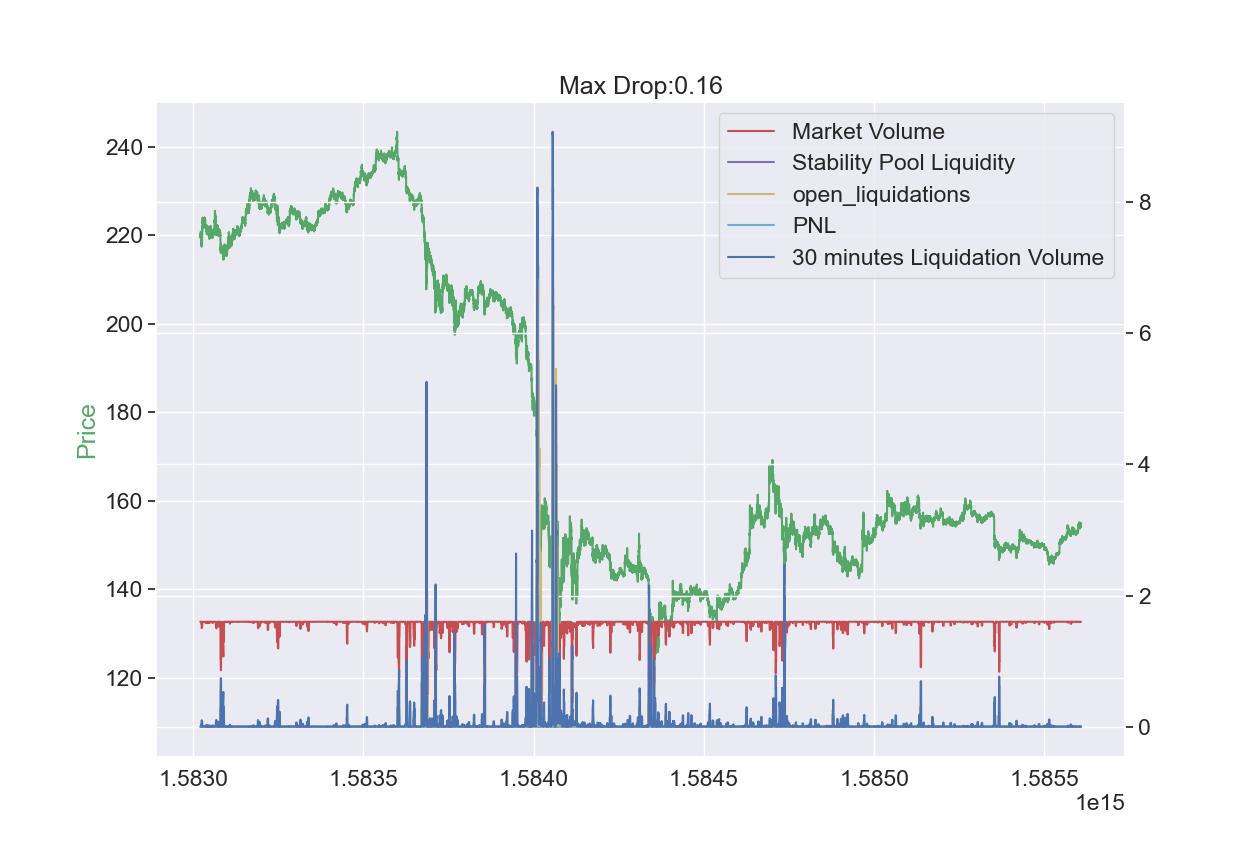 Max Drop:0.16
Market Volume
Stability Pool Liquidity
open_liquidations
PNL
30 minutes Liquidation Volume
Price
240
220
200
180
160
140
120
8
6
4
2
0
1.5830 1.5835 1.5840 1.5845 1.5850 1.5855
1e15